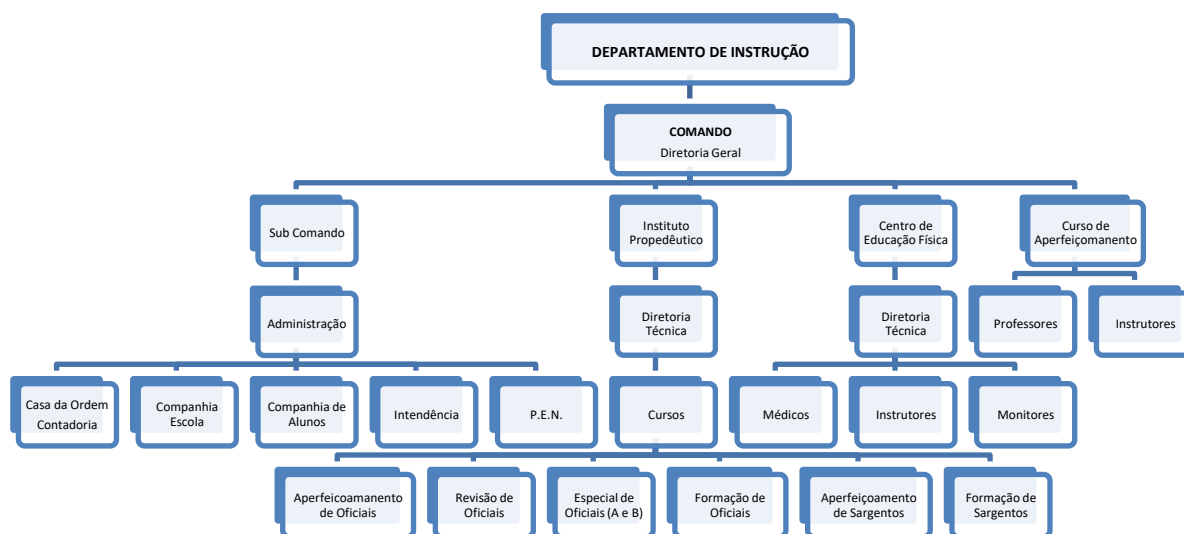 DEPARTAMENTO DE INSTRUÇÃO
COMANDO
Diretoria Geral
Sub Comando
Instituto
Propedêutico
Centro de
Educação Física
Curso de
Aperfeiçomanento
Administração
Diretoria
Técnica
Diretoria
Técnica
Professores
Instrutores
Casa da Ordem
Contadoria
Companhia
Escola
Companhia de
Alunos
Intendência
P.E.N.
Cursos
Médicos
Instrutores
Monitores
Aperfeicoamanento
de Oficiais
Revisão de
Oficiais
Especial de
Oficiais (A e B)
Formação de
Oficiais
Aperfeiçoamento
de Sargentos
Formação de
Sargentos